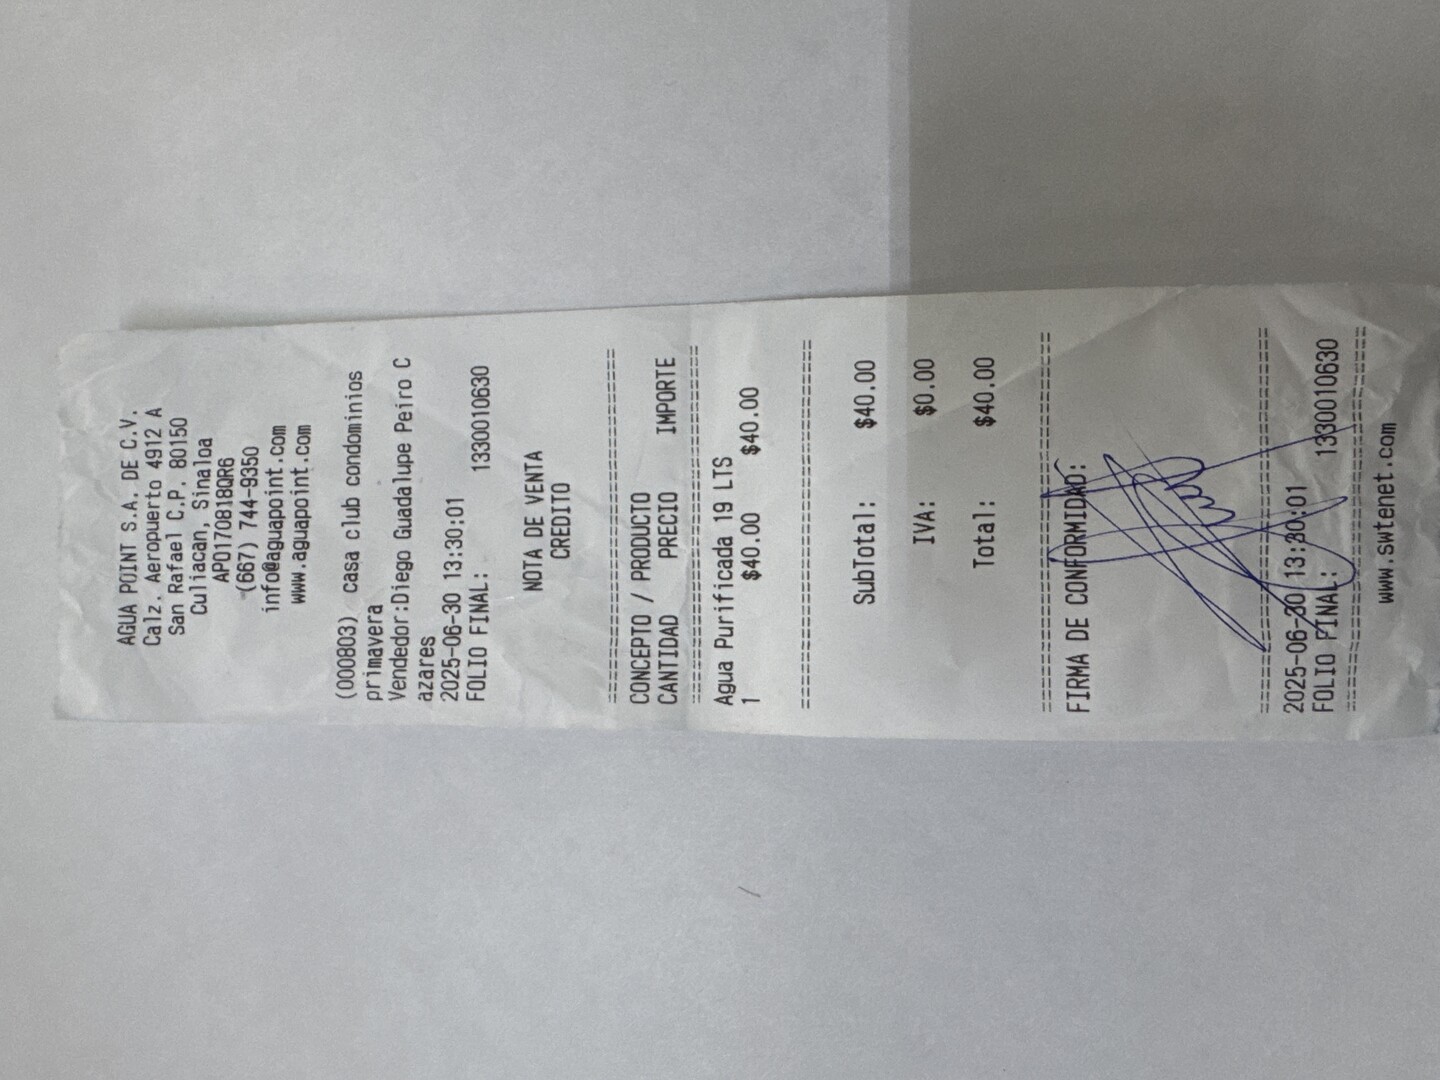 AGUA POINT S.A. DE C.V.
Calz. Aeropuerto 4912 A
San Rafael C.P. 80150
Culiacan, Sinaloa
APO170818QR6
(667) 744-9350
info@aguapoint.com
www.aguapoint.com
(000803) casa club condominios
primavera
Vendedor:Diego Guadalupe Peiro C
azares
2025-06-30 13:30:01
FOLIO FINAL: 1330010630
NOTA DE VENTA
CREDITO
================================
CONCEPTO / PRODUCTO
CANTIDAD PRECIO IMPORTE
================================
Agua Purificada 19 LTS
1 $40.00 $40.00
================================
SubTotal: $40.00
IVA: $0.00
Total: $40.00
================================
FIRMA DE CONFORMIDAD:
================================
2025-06-30 13:30:01
FOLIO FINAL: 1330010630
================================
www.swtenet.com